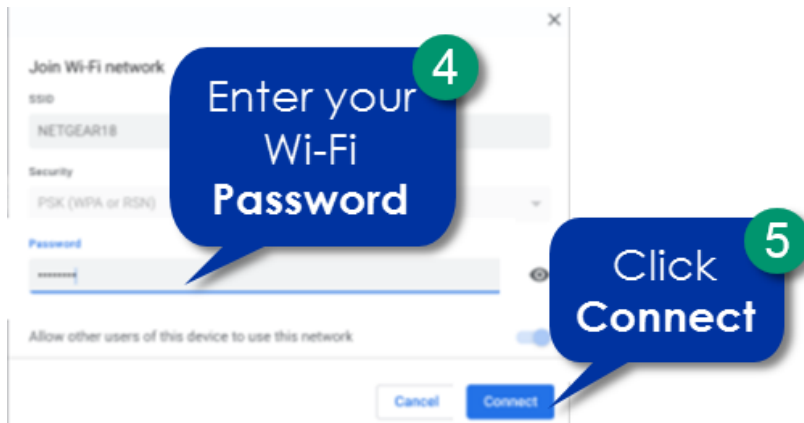 Join Wi-Fi network
SSID
NETGEAR18
Security
PSK (WPA or RSN)
Password
••••••••
Allow other users of this device to use this network
Cancel
Connect
4
Enter your
Wi-Fi
Password
5
Click
Connect